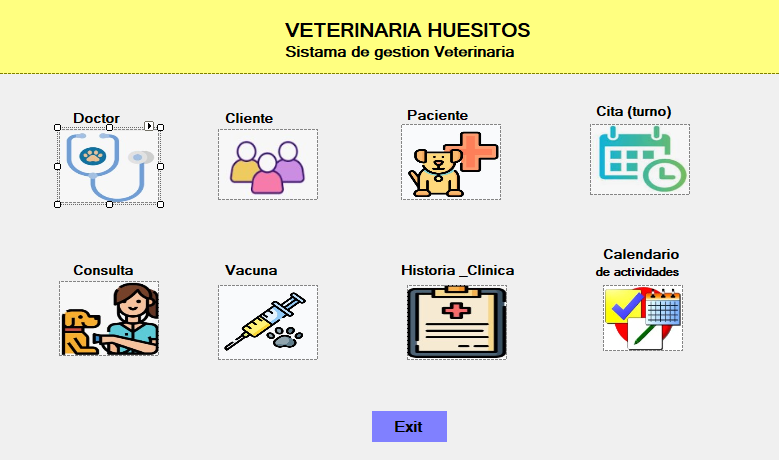 VETERINARIA HUESITOS
Sistama de gestion Veterinaria
Doctor
Cliente
Paciente
Cita (turno)
Consulta
Vacuna
Historia _Clinica
Calendario
de actividades
Exit